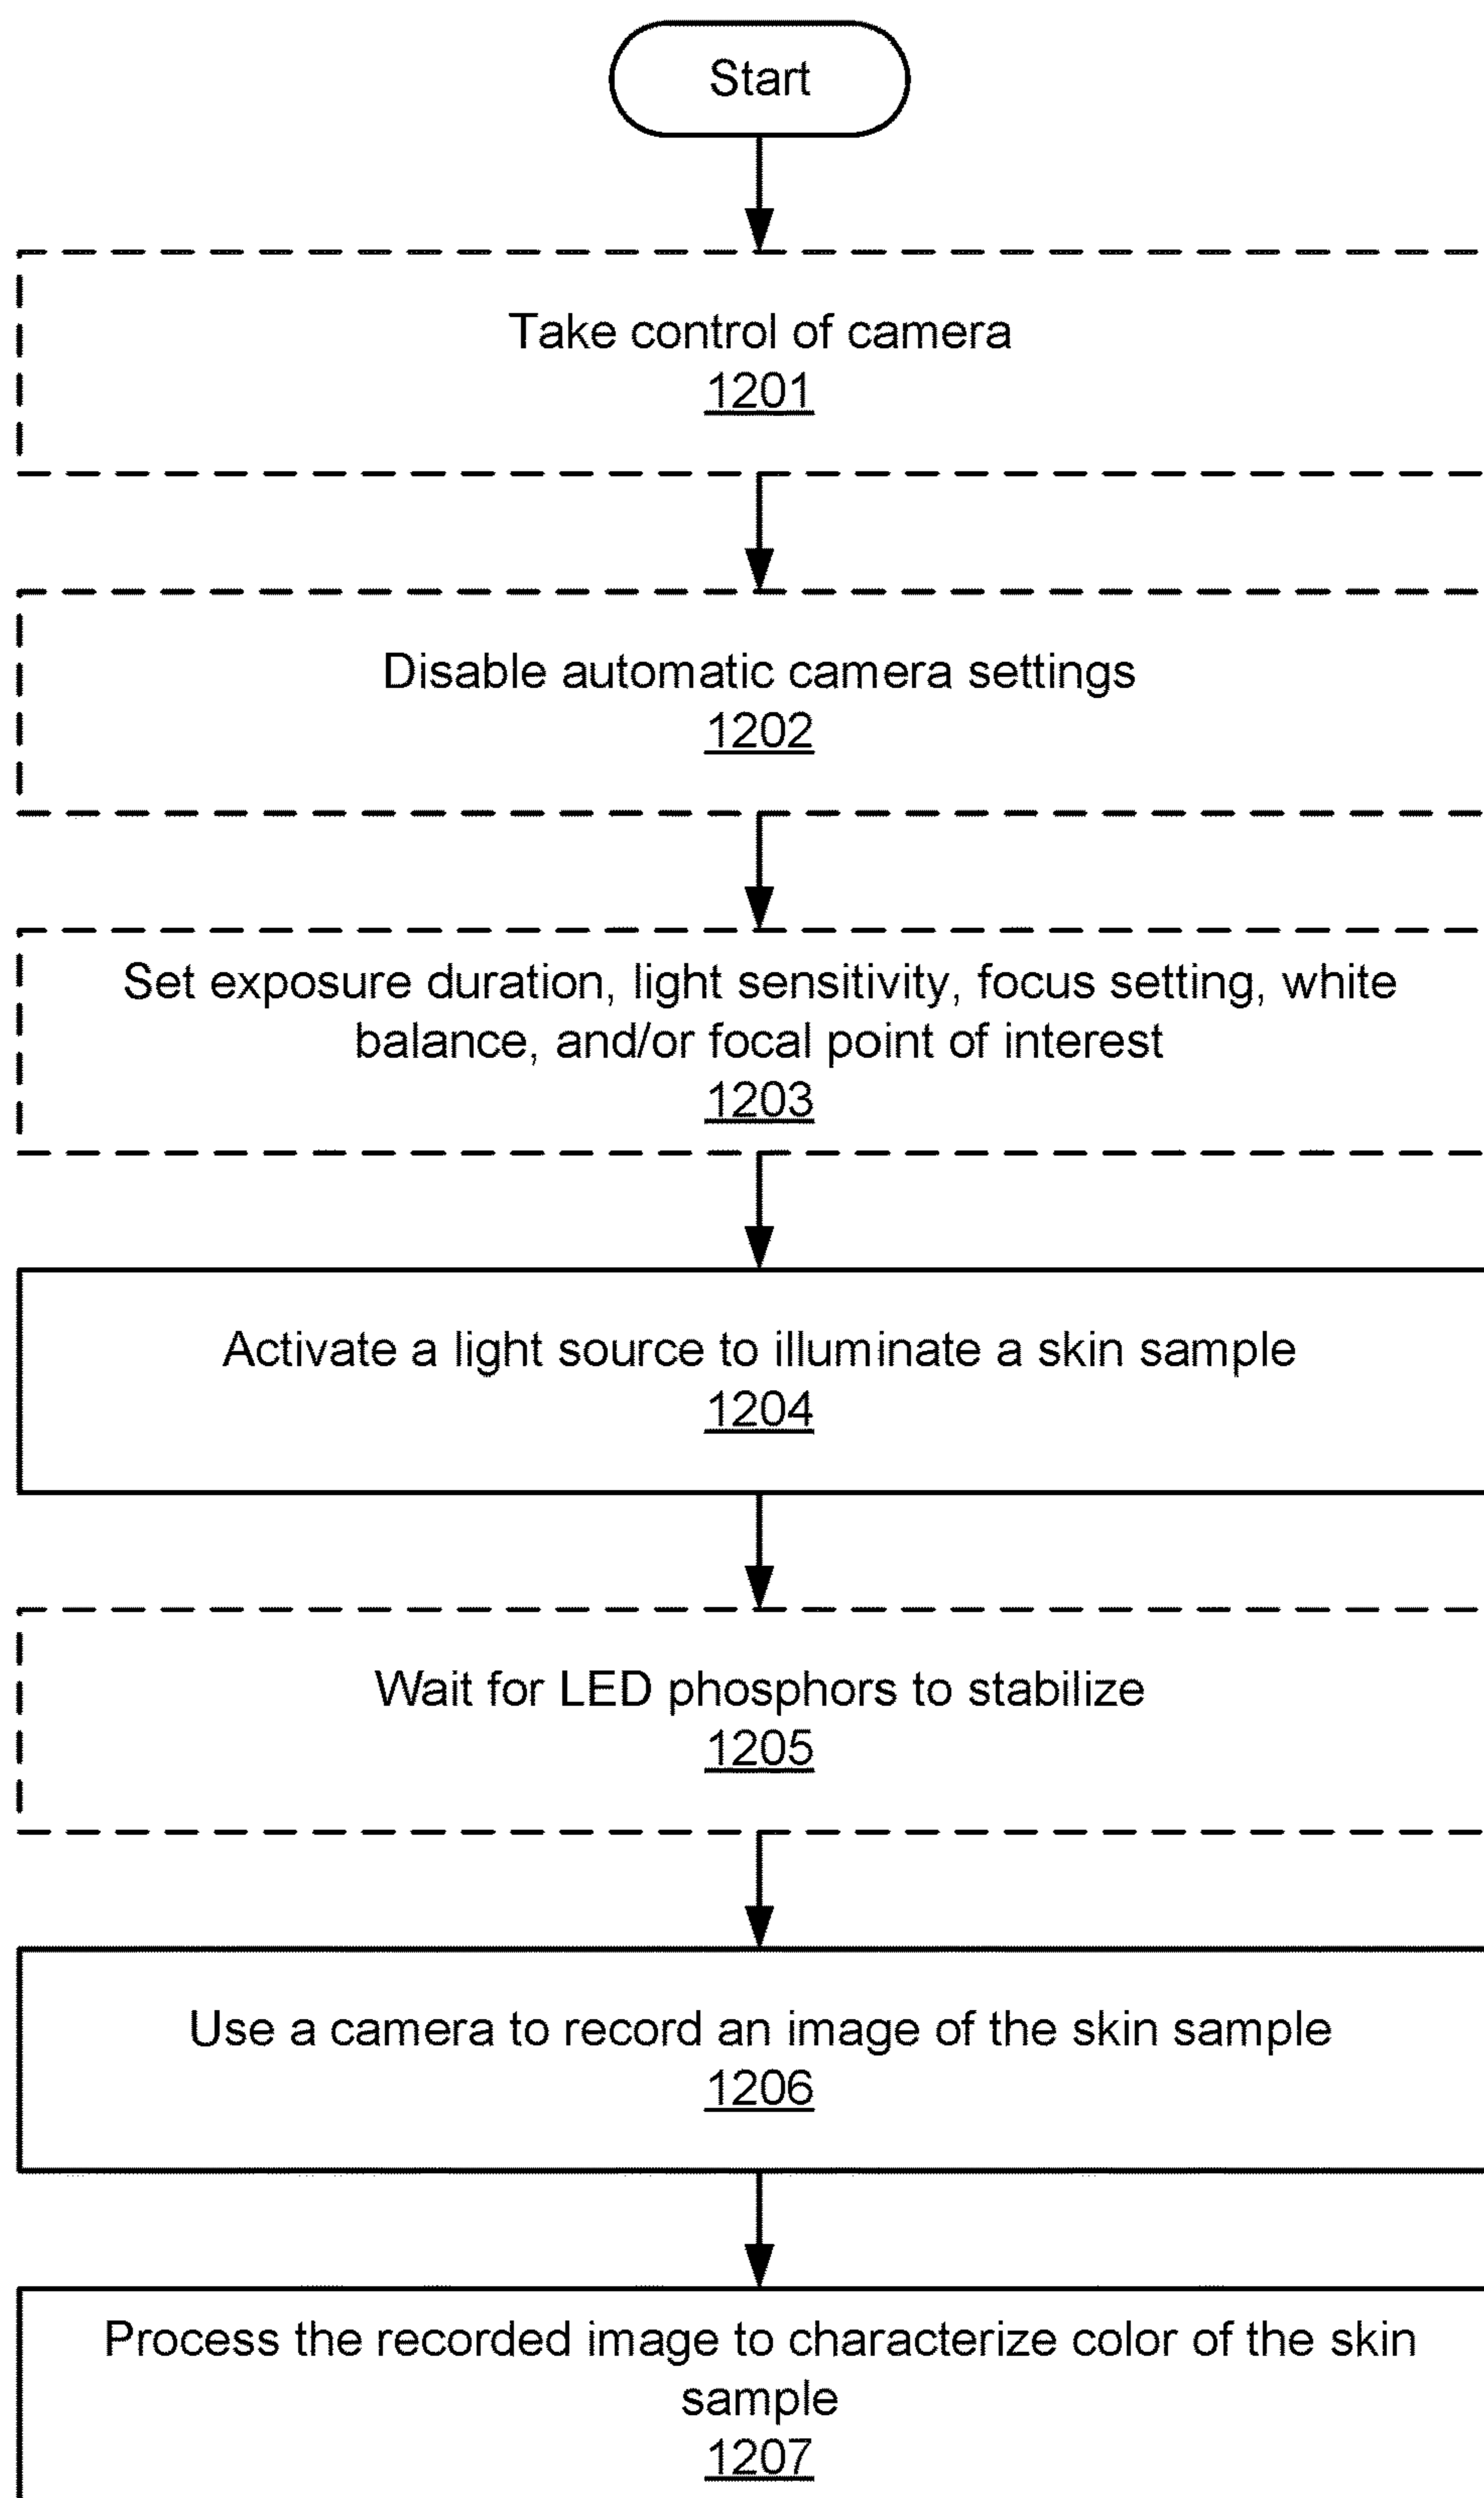 Start
Take control of camera
1201
Disable automatic camera settings
1202
Set exposure duration, light sensitivity, focus setting, white
balance, and/or focal point of interest
1203
Activate a light source to illuminate a skin sample
1204
Wait for LED phosphors to stabilize
1205
Use a camera to record an image of the skin sample
1206
Process the recorded image to characterize color of the skin
sample
1207